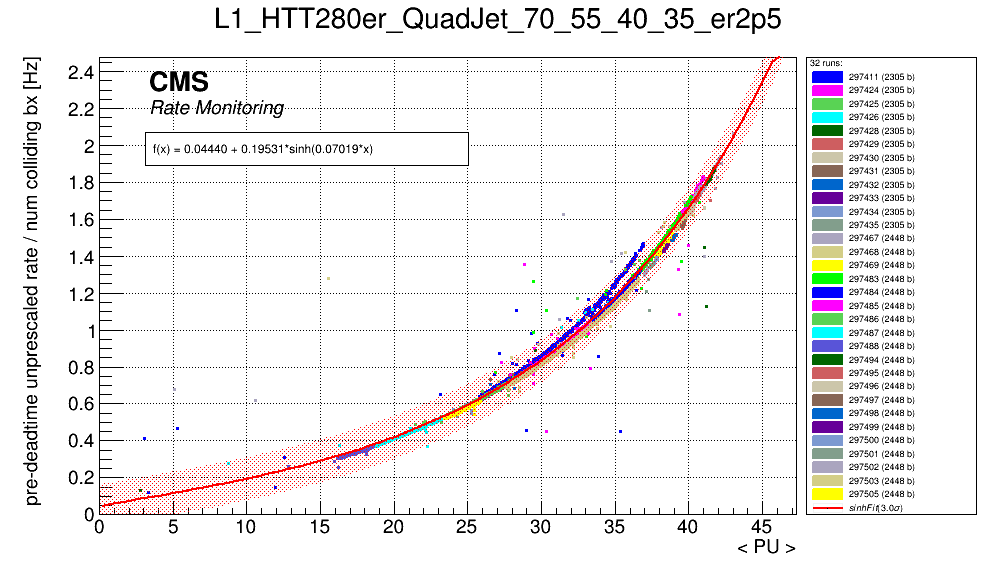 L1_HTT280er_QuadJet_70_55_40_35_er2p5
pre-deadtime unprescaled rate / num colliding bx [Hz]
2.4
2.2
2
1.8
1.6
1.4
1.2
1
0.8
0.6
0.4
0.2
0
CMS
Rate Monitoring
f(x) = 0.04440 + 0.19531*sinh(0.07019*x)
0 5 10 15 20 25 30 35 40 45
< PU >
32 runs:
297411 (2305 b)
297424 (2305 b)
297425 (2305 b)
297426 (2305 b)
297428 (2305 b)
297429 (2305 b)
297430 (2305 b)
297431 (2305 b)
297432 (2305 b)
297433 (2305 b)
297434 (2305 b)
297435 (2305 b)
297467 (2448 b)
297468 (2448 b)
297469 (2448 b)
297483 (2448 b)
297484 (2448 b)
297485 (2448 b)
297486 (2448 b)
297487 (2448 b)
297488 (2448 b)
297494 (2448 b)
297495 (2448 b)
297496 (2448 b)
297497 (2448 b)
297498 (2448 b)
297499 (2448 b)
297500 (2448 b)
297501 (2448 b)
297502 (2448 b)
297503 (2448 b)
297505 (2448 b)
sinhFit(3.0σ)